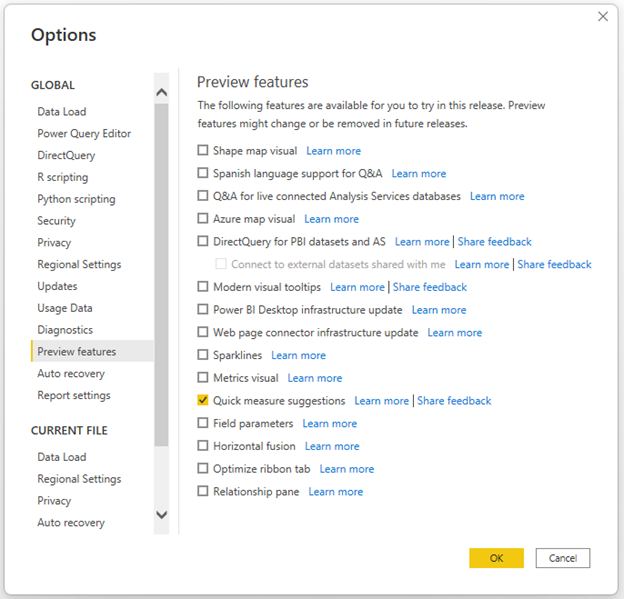 Options
GLOBAL
Data Load
Power Query Editor
DirectQuery
R scripting
Python scripting
Security
Privacy
Regional Settings
Updates
Usage Data
Diagnostics
Preview features
Auto recovery
Report settings
CURRENT FILE
Data Load
Regional Settings
Privacy
Auto recovery
Preview features
The following features are available for you to try in this release. Preview
features might change or be removed in future releases.
Shape map visual Learn more
Spanish language support for Q&A Learn more
Q&A for live connected Analysis Services databases Learn more
Azure map visual Learn more
DirectQuery for PBI datasets and AS Learn more | Share feedback
Connect to external datasets shared with me Learn more | Share feedback
Modern visual tooltips Learn more | Share feedback
Power BI Desktop infrastructure update Learn more
Web page connector infrastructure update Learn more
Sparklines Learn more
Metrics visual Learn more
Quick measure suggestions Learn more | Share feedback
Field parameters Learn more
Horizontal fusion Learn more
Optimize ribbon tab Learn more
Relationship pane Learn more
OK Cancel